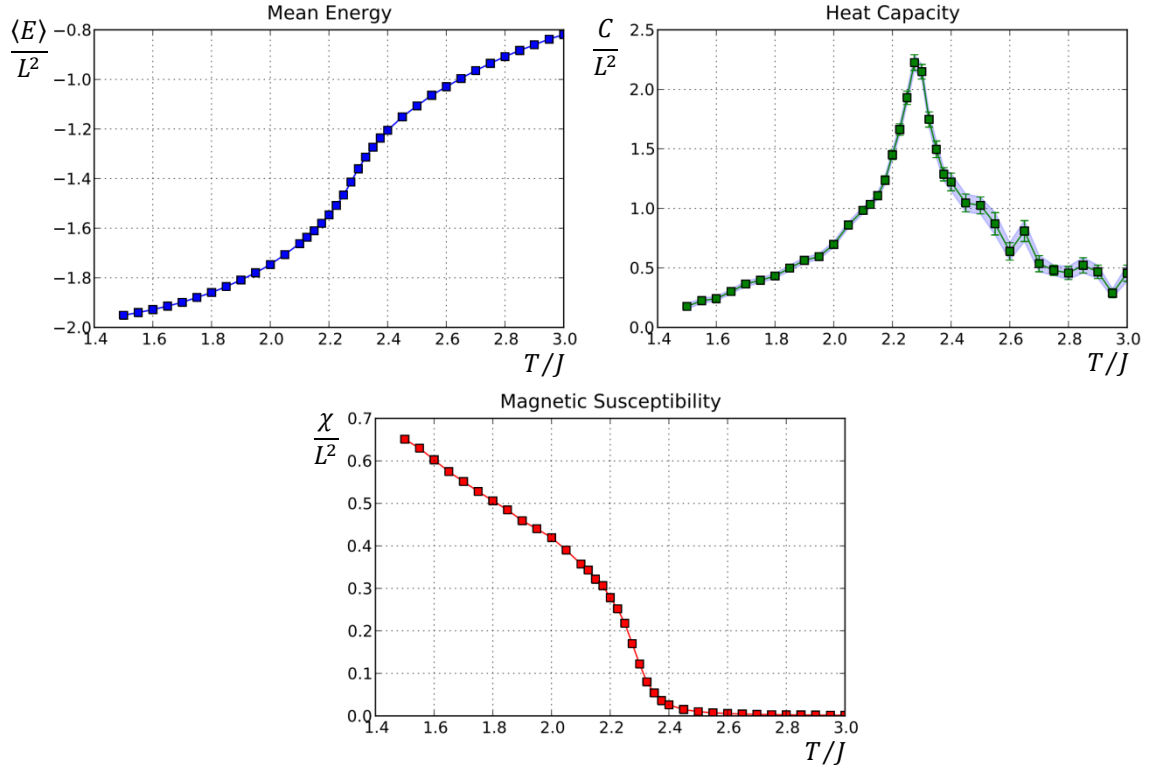 Mean Energy
⟨E⟩
L²
−0.8
−1.0
−1.2
−1.4
−1.6
−1.8
−2.0
1.4 1.6 1.8 2.0 2.2 2.4 2.6 2.8 3.0
T/J
Heat Capacity
C
L²
2.5
2.0
1.5
1.0
0.5
0.0
1.4 1.6 1.8 2.0 2.2 2.4 2.6 2.8 3.0
T/J
Magnetic Susceptibility
χ
L²
0.7
0.6
0.5
0.4
0.3
0.2
0.1
0.0
1.4 1.6 1.8 2.0 2.2 2.4 2.6 2.8 3.0
T/J